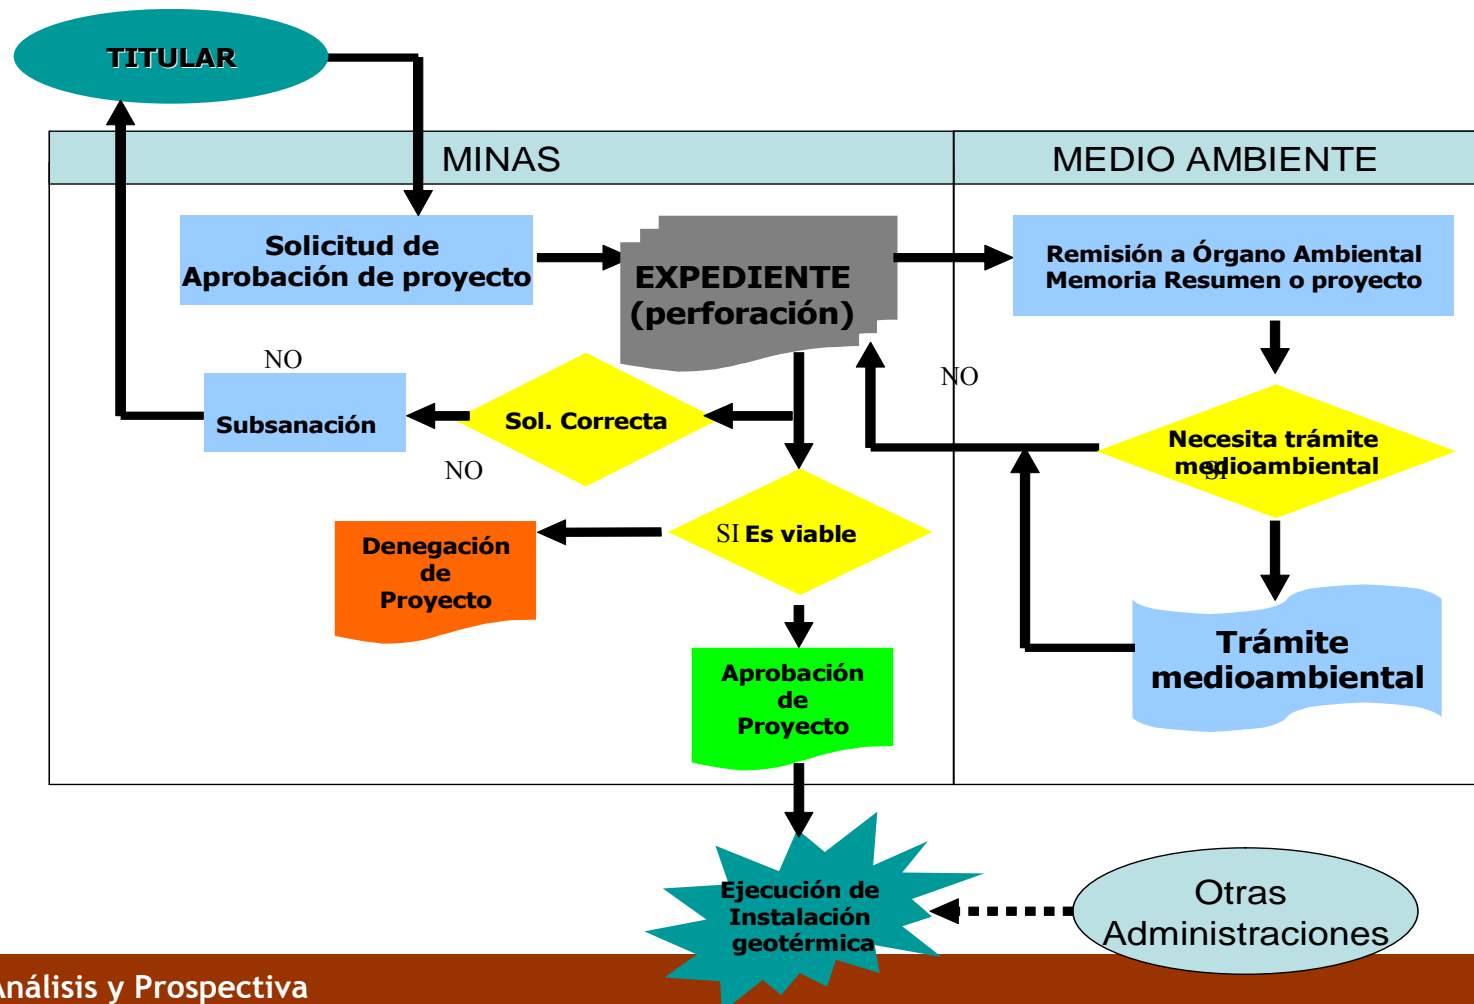 TITULAR
MINAS
MEDIO AMBIENTE
Solicitud de
Aprobación de proyecto
EXPEDIENTE
(perforación)
Remisión a Órgano Ambiental
Memoria Resumen o proyecto
NO
NO
Subsanación
Sol. Correcta
Necesita trámite
medioambiental
SI
NO
SI Es viable
Denegación
de
Proyecto
Aprobación
de
Proyecto
Trámite
medioambiental
Ejecución de
Instalación
geotérmica
Otras
Administraciones
Análisis y Prospectiva